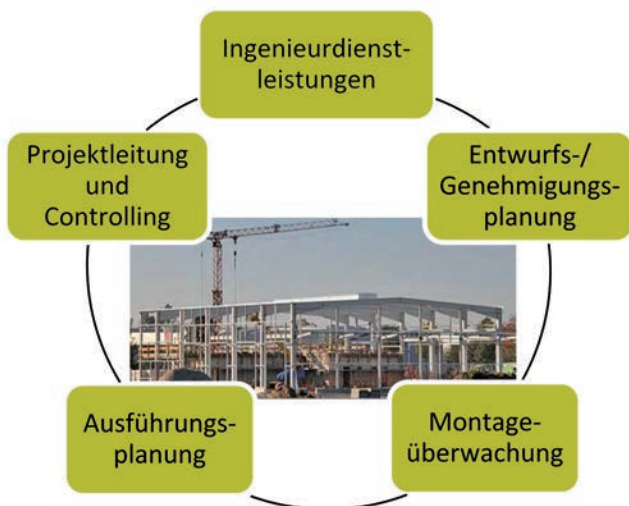 Ingenieurdienst-
leistungen
Projektleitung
und
Controlling
Entwurfs-/
Genehmigungs-
planung
Ausführungs-
planung
Montage-
überwachung